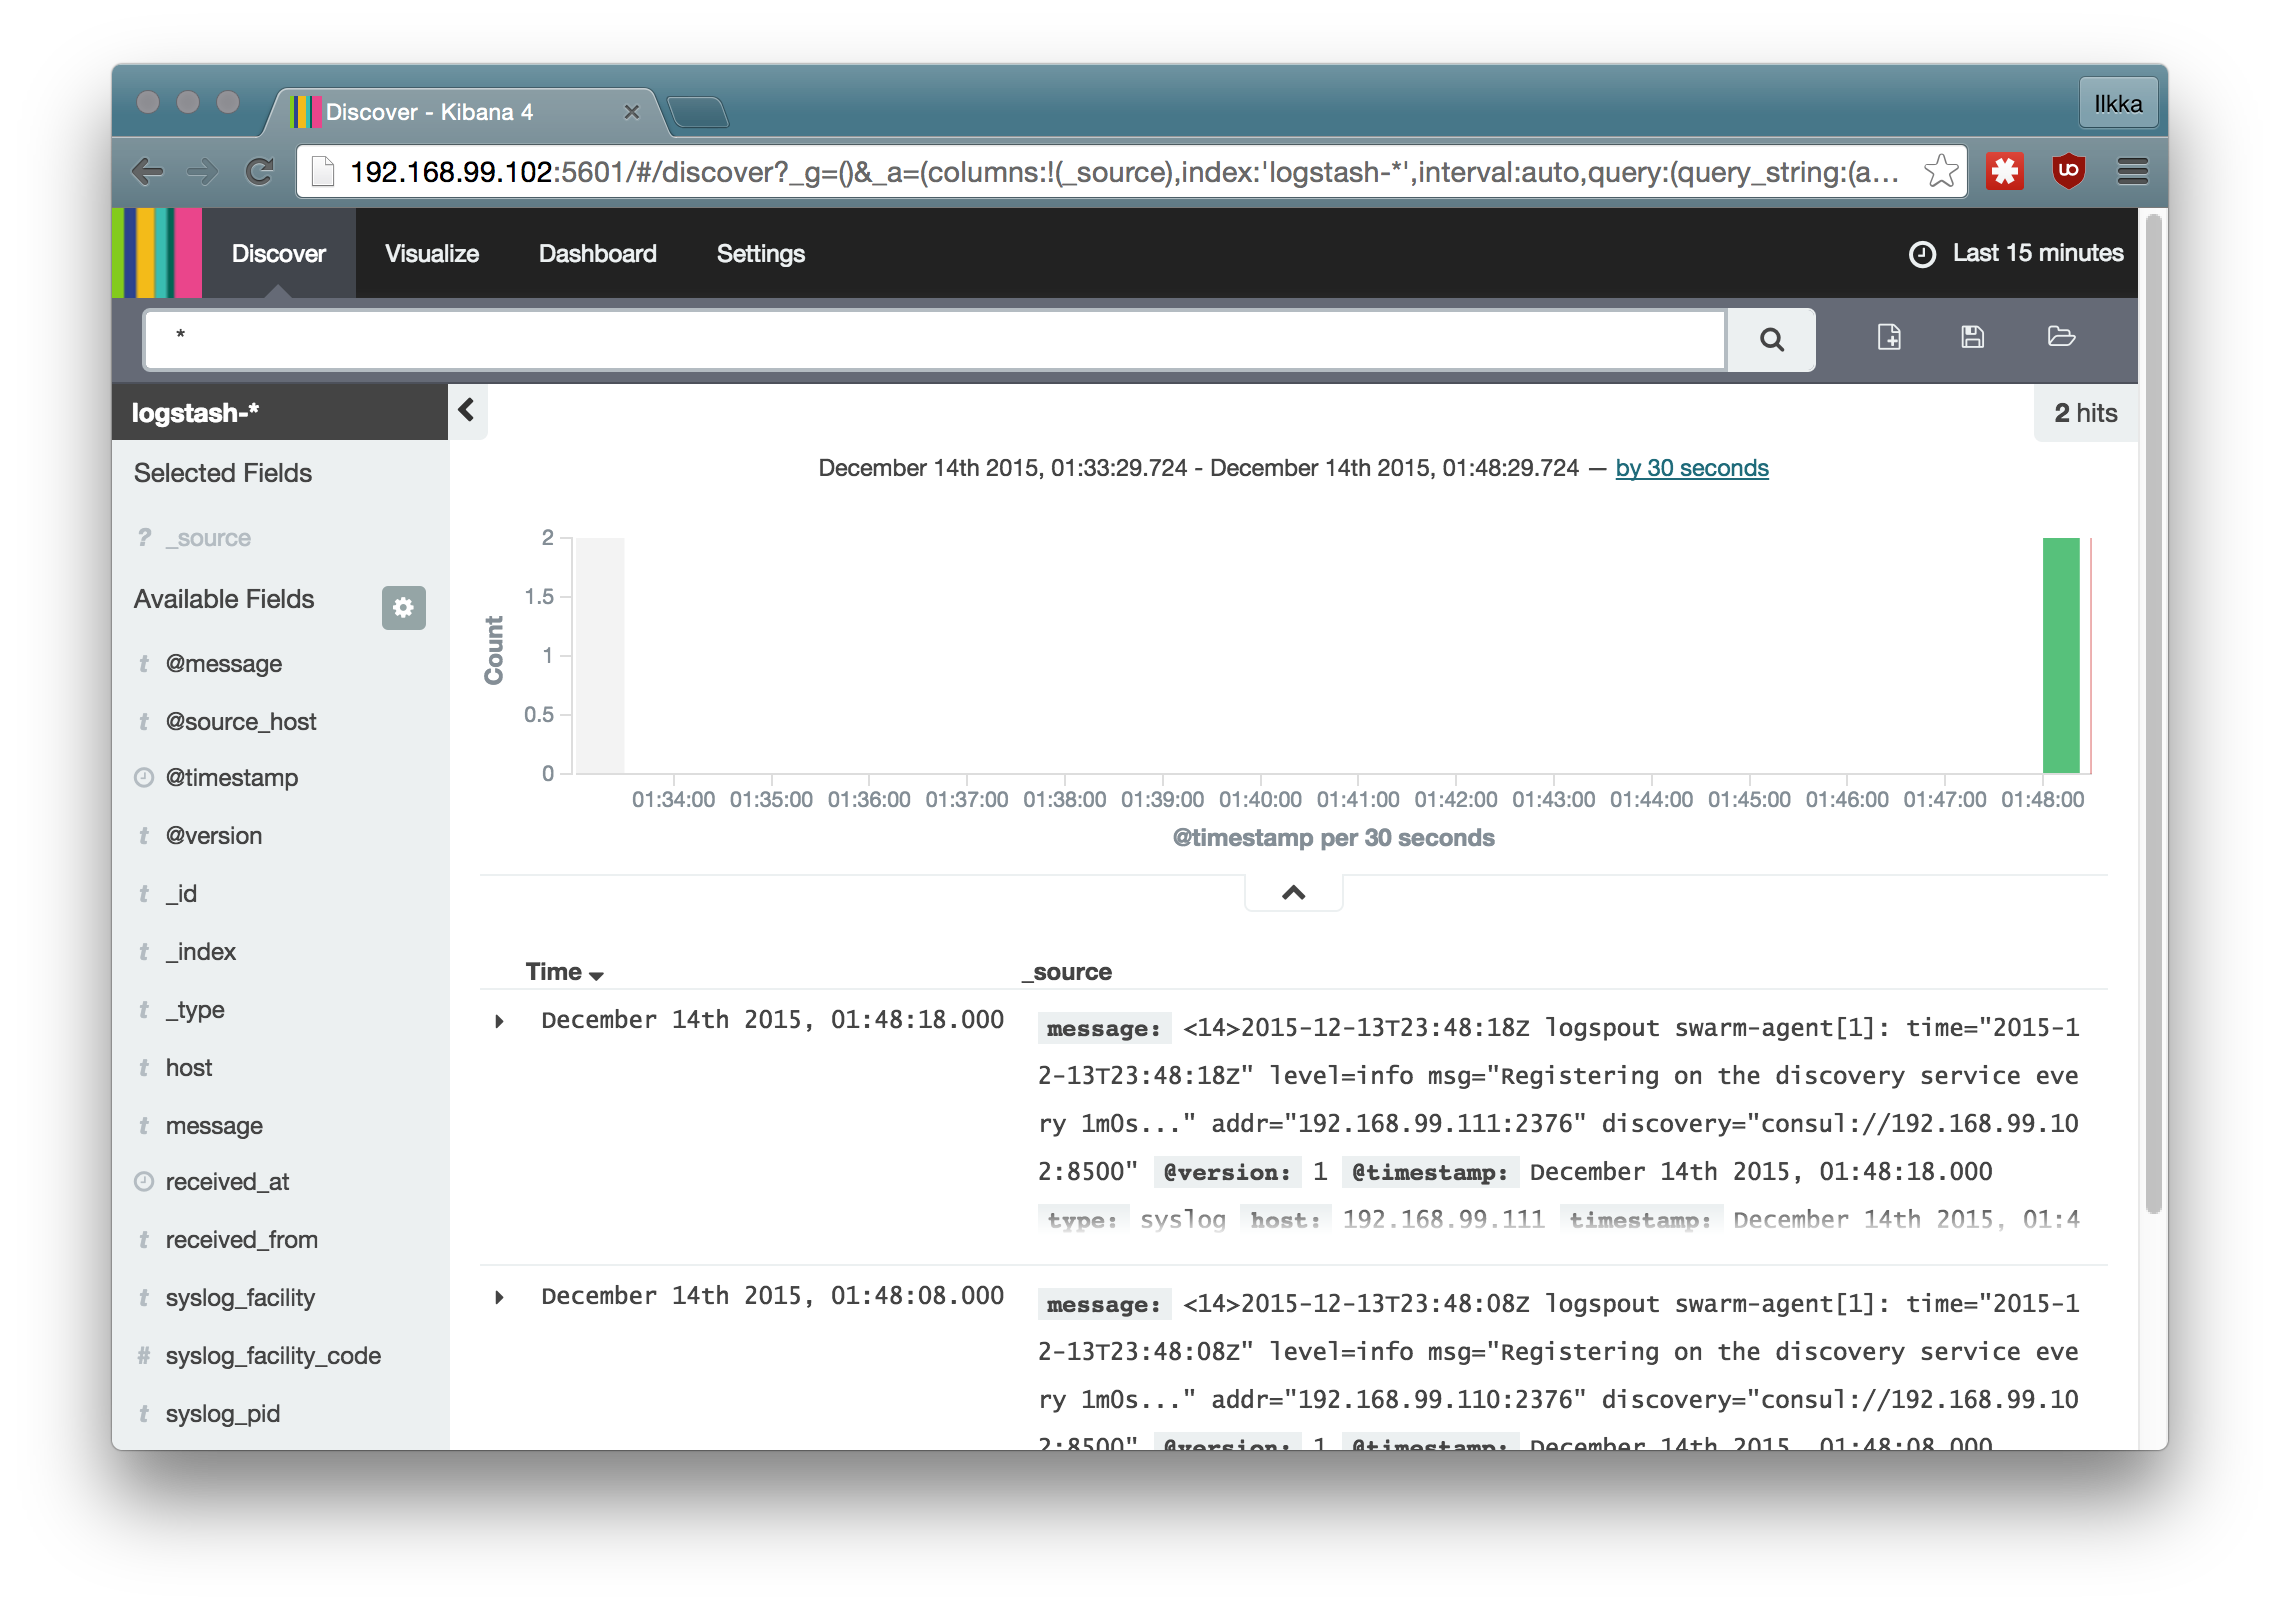 Discover - Kibana 4
Ilkka
192.168.99.102:5601/#/discover?_g=()&_a=(columns:!(_source),index:'logstash-*',interval:auto,query:(query_string:(a...
Discover Visualize Dashboard Settings Last 15 minutes
*
logstash-*
2 hits
Selected Fields
December 14th 2015, 01:33:29.724 - December 14th 2015, 01:48:29.724 — by 30 seconds
? _source
Available Fields
t @message
t @source_host
@timestamp
t @version
t _id
t _index
t _type
t host
t message
received_at
t received_from
t syslog_facility
# syslog_facility_code
t syslog_pid
Count
2
1.5
1
0.5
0
01:34:00 01:35:00 01:36:00 01:37:00 01:38:00 01:39:00 01:40:00 01:41:00 01:42:00 01:43:00 01:44:00 01:45:00 01:46:00 01:47:00 01:48:00
@timestamp per 30 seconds
Time _source
December 14th 2015, 01:48:18.000
message: <14>2015-12-13T23:48:18Z logspout swarm-agent[1]: time="2015-1
2-13T23:48:18Z" level=info msg="Registering on the discovery service eve
ry 1m0s..." addr="192.168.99.111:2376" discovery="consul://192.168.99.10
2:8500" @version: 1 @timestamp: December 14th 2015, 01:48:18.000
type: syslog host: 192.168.99.111 timestamp: December 14th 2015, 01:4
December 14th 2015, 01:48:08.000
message: <14>2015-12-13T23:48:08Z logspout swarm-agent[1]: time="2015-1
2-13T23:48:08Z" level=info msg="Registering on the discovery service eve
ry 1m0s..." addr="192.168.99.110:2376" discovery="consul://192.168.99.10
2:8500" @version: 1 @timestamp: December 14th 2015, 01:48:08.000